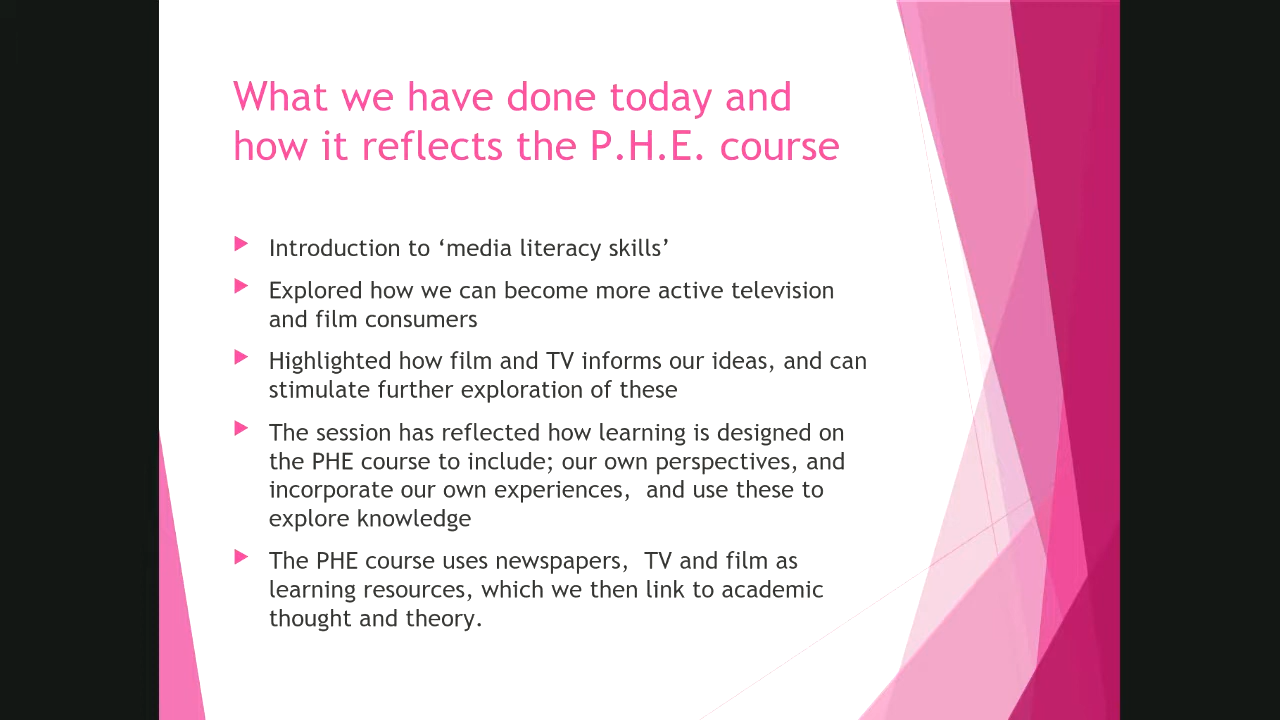 What we have done today and
how it reflects the P.H.E. course
Introduction to ‘media literacy skills’
Explored how we can become more active television
and film consumers
Highlighted how film and TV informs our ideas, and can
stimulate further exploration of these
The session has reflected how learning is designed on
the PHE course to include; our own perspectives, and
incorporate our own experiences,  and use these to
explore knowledge
The PHE course uses newspapers,  TV and film as
learning resources, which we then link to academic
thought and theory.